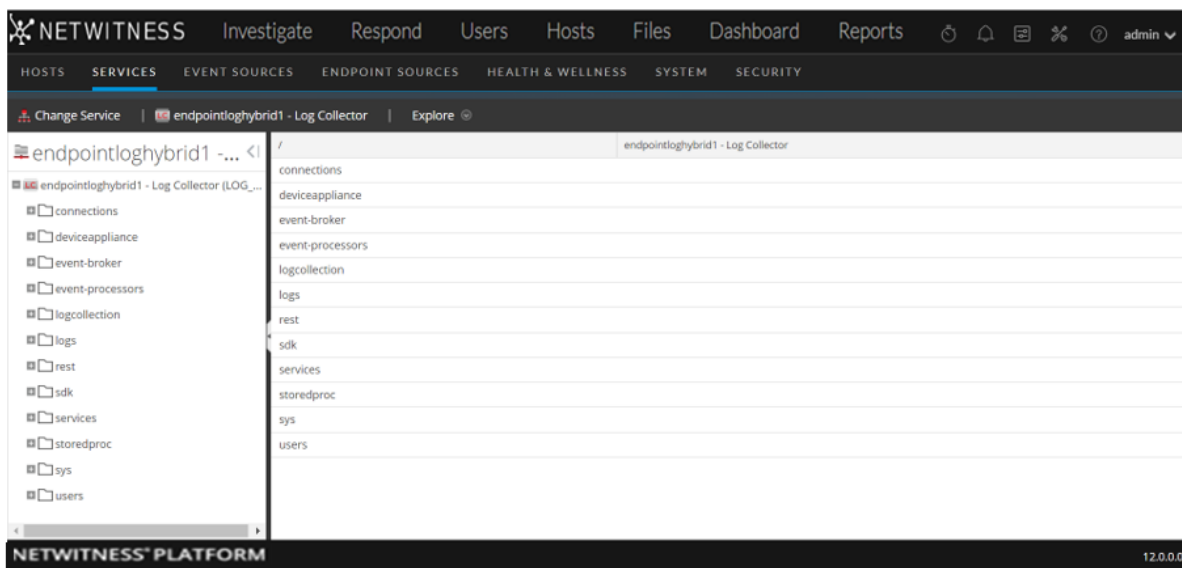 NETWITNESS Investigate Respond Users Hosts Files Dashboard Reports admin
HOSTS SERVICES EVENT SOURCES ENDPOINT SOURCES HEALTH & WELLNESS SYSTEM SECURITY
Change Service | LC endpointloghybrid1 - Log Collector | Explore
endpointloghybrid1 -...
LC endpointloghybrid1 - Log Collector (LOG_...
connections
deviceappliance
event-broker
event-processors
logcollection
logs
rest
sdk
services
storedproc
sys
users
/ endpointloghybrid1 - Log Collector
connections
deviceappliance
event-broker
event-processors
logcollection
logs
rest
sdk
services
storedproc
sys
users
NETWITNESS® PLATFORM 12.0.0.0